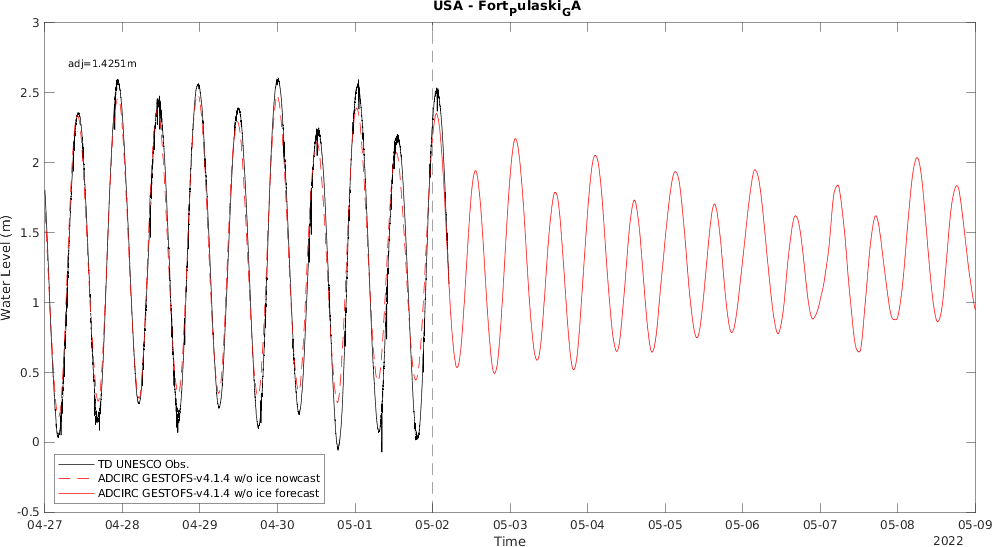 USA - FortPulaskiGA
adj=1.4251m
3
2.5
2
1.5
1
0.5
0
-0.5
Water Level (m)
TD UNESCO Obs.
ADCIRC GESTOFS-v4.1.4 w/o ice nowcast
ADCIRC GESTOFS-v4.1.4 w/o ice forecast
04-27 04-28 04-29 04-30 05-01 05-02 05-03 05-04 05-05 05-06 05-07 05-08 05-09
Time
2022